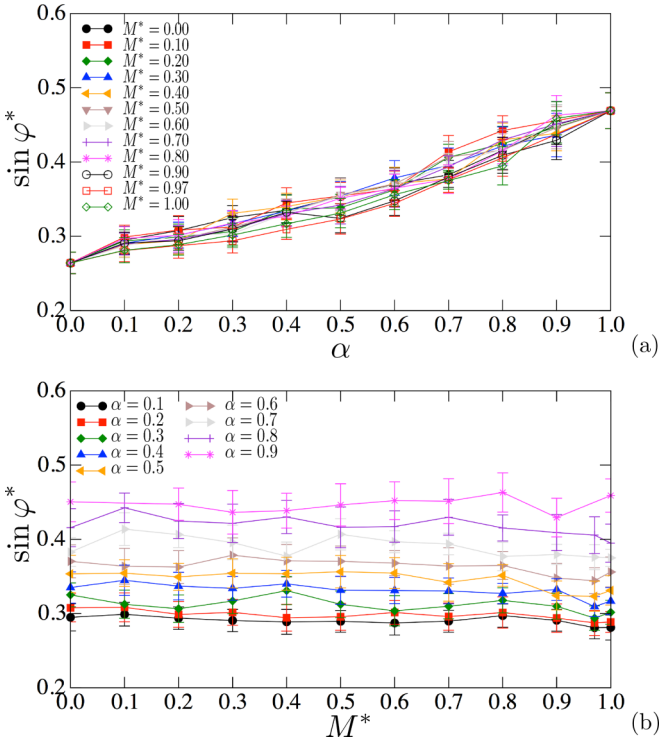 0.6
0.5
0.4
0.3
0.2
sin φ*
M* = 0.00
M* = 0.10
M* = 0.20
M* = 0.30
M* = 0.40
M* = 0.50
M* = 0.60
M* = 0.70
M* = 0.80
M* = 0.90
M* = 0.97
M* = 1.00
0.0 0.1 0.2 0.3 0.4 0.5 0.6 0.7 0.8 0.9 1.0
α
(a)
0.6
0.5
0.4
0.3
0.2
sin φ*
α = 0.1
α = 0.2
α = 0.3
α = 0.4
α = 0.5
α = 0.6
α = 0.7
α = 0.8
α = 0.9
0.0 0.1 0.2 0.3 0.4 0.5 0.6 0.7 0.8 0.9 1.0
M*
(b)